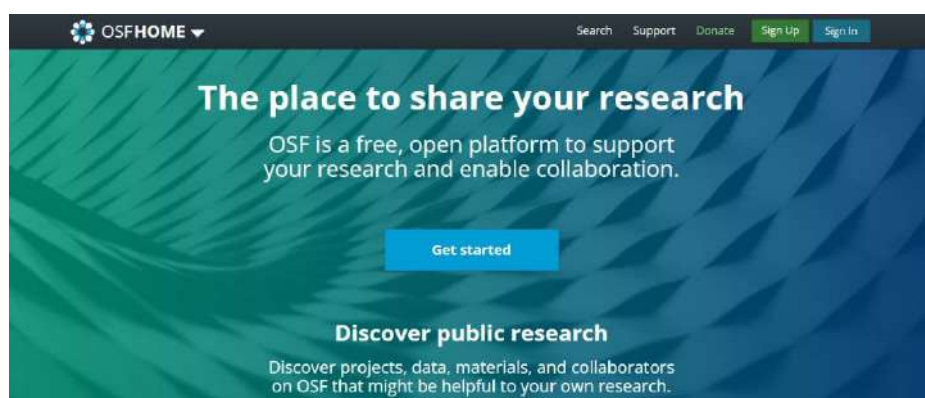 OSFHOME
Search Support Donate Sign Up Sign In
The place to share your research
OSF is a free, open platform to support
your research and enable collaboration.
Get started
Discover public research
Discover projects, data, materials, and collaborators
on OSF that might be helpful to your own research.